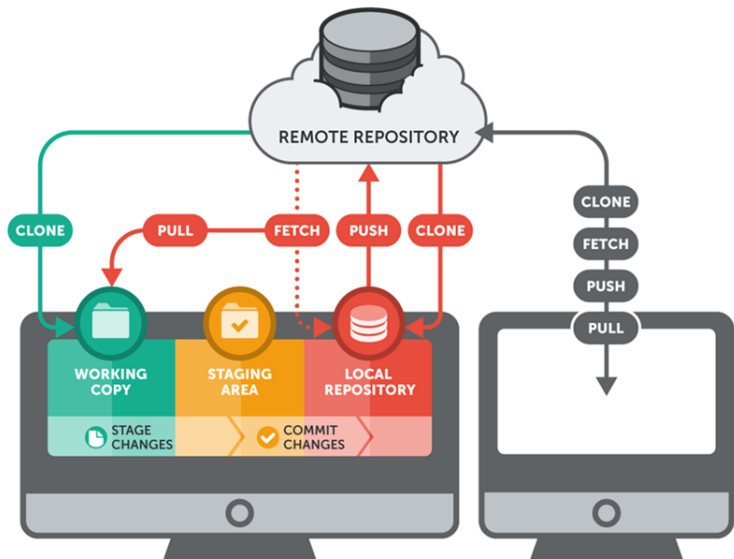 REMOTE REPOSITORY
CLONE
PULL
FETCH
PUSH
CLONE
CLONE
FETCH
PUSH
PULL
WORKING
COPY
STAGING
AREA
LOCAL
REPOSITORY
STAGE
CHANGES
COMMIT
CHANGES